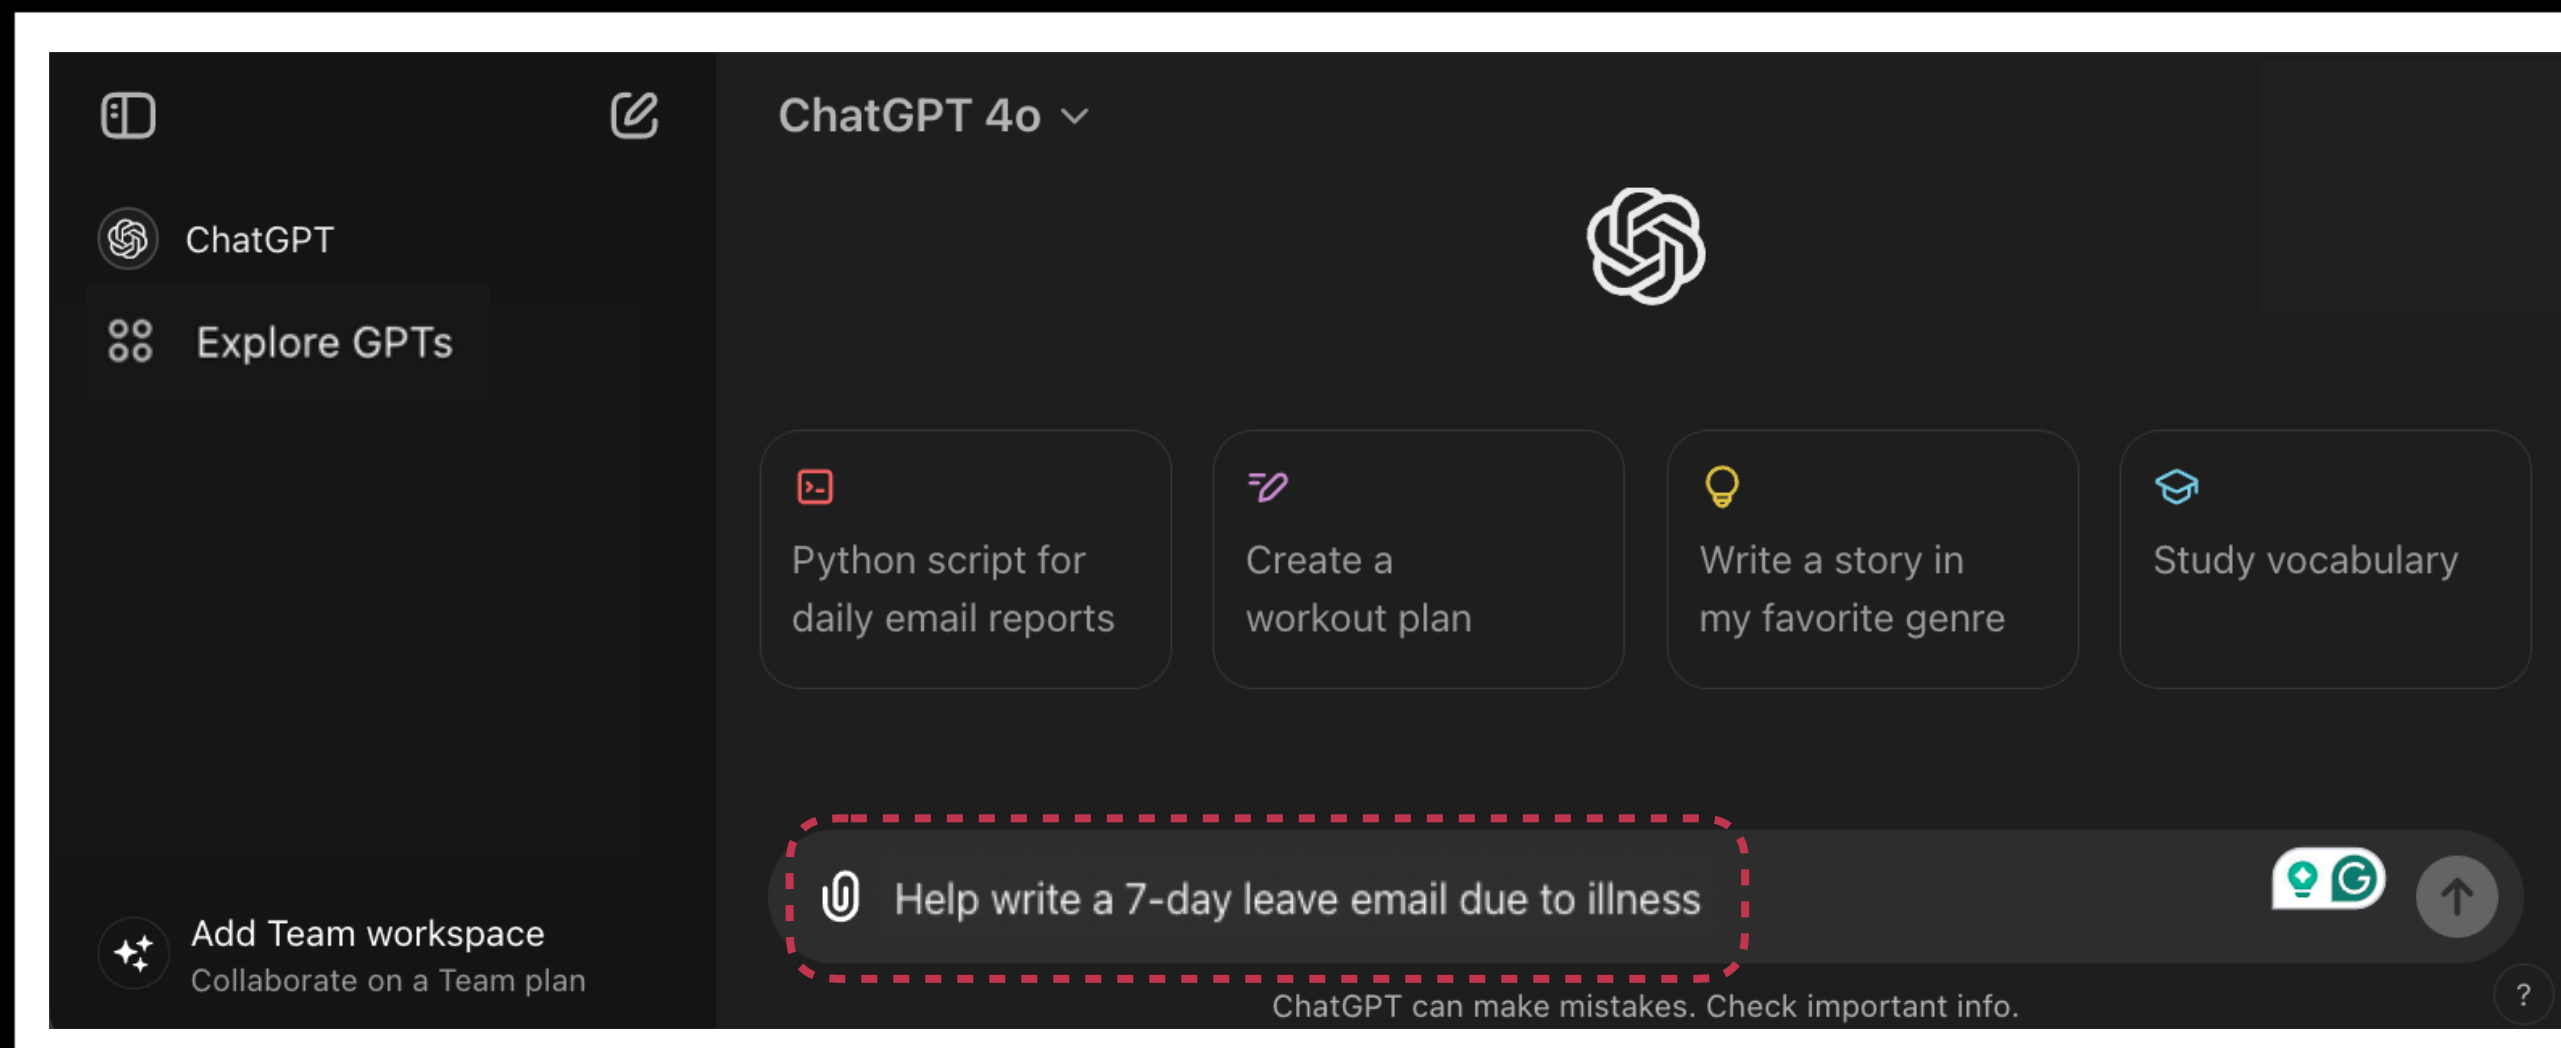 ChatGPT 4o
ChatGPT
Explore GPTs
Python script for
daily email reports
Create a
workout plan
Write a story in
my favorite genre
Study vocabulary
Help write a 7-day leave email due to illness
Add Team workspace
Collaborate on a Team plan
ChatGPT can make mistakes. Check important info.
?